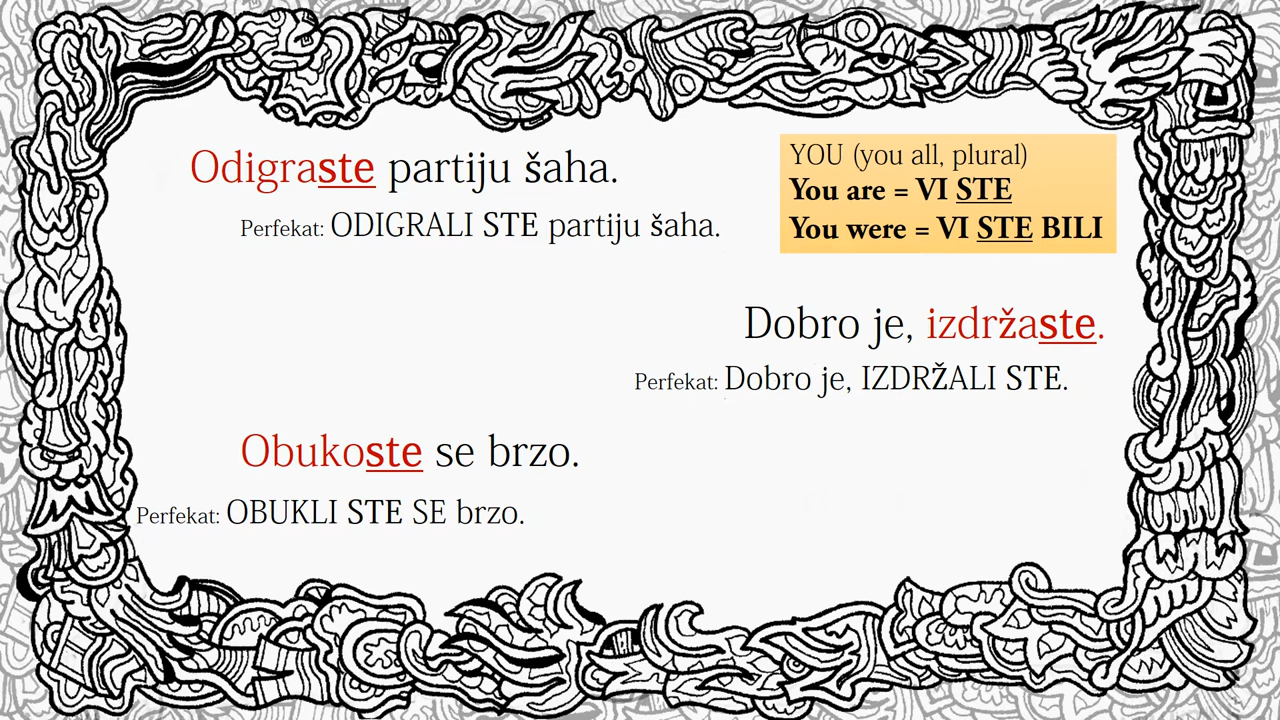 Odigraste partiju šaha.
Perfekat: ODIGRALI STE partiju šaha.
YOU (you all, plural)
You are = VI STE
You were = VI STE BILI
Dobro je, izdržaste.
Perfekat: Dobro je, IZDRŽALI STE.
Obukoste se brzo.
Perfekat: OBUKLI STE SE brzo.